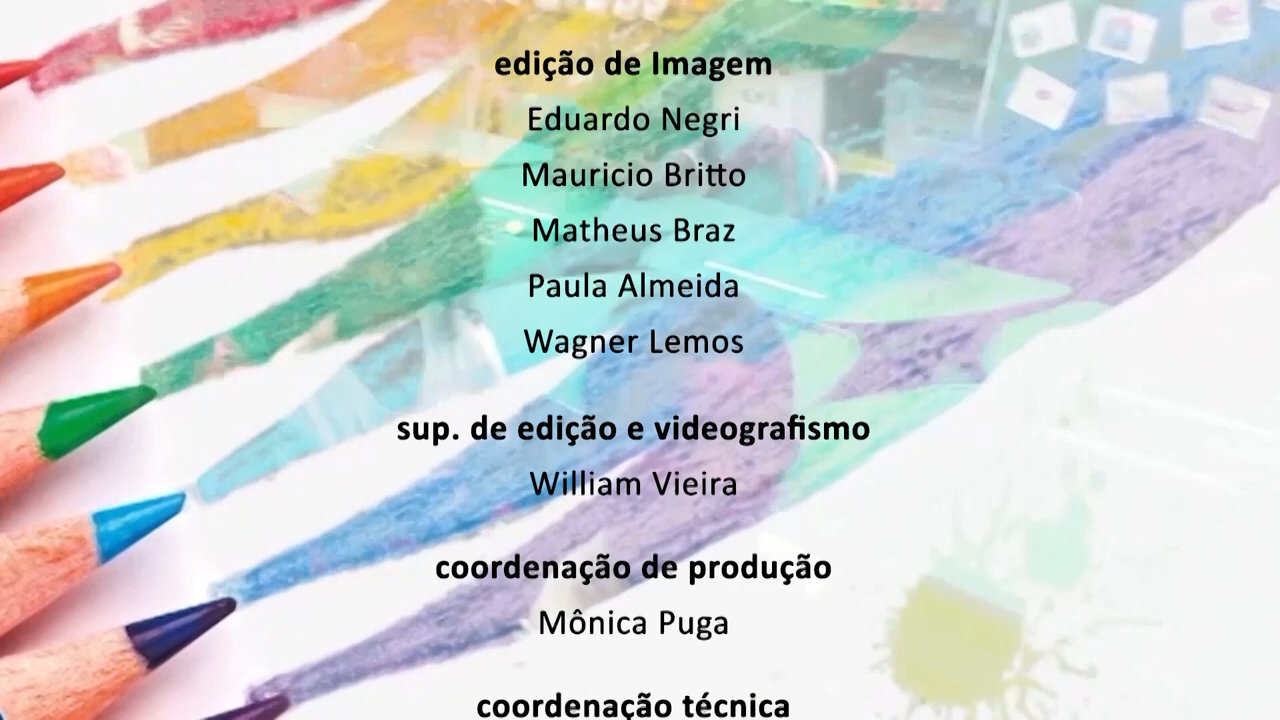 edição de Imagem
Eduardo Negri
Mauricio Britto
Matheus Braz
Paula Almeida
Wagner Lemos
sup. de edição e videografismo
William Vieira
coordenação de produção
Mônica Puga
coordenação técnica